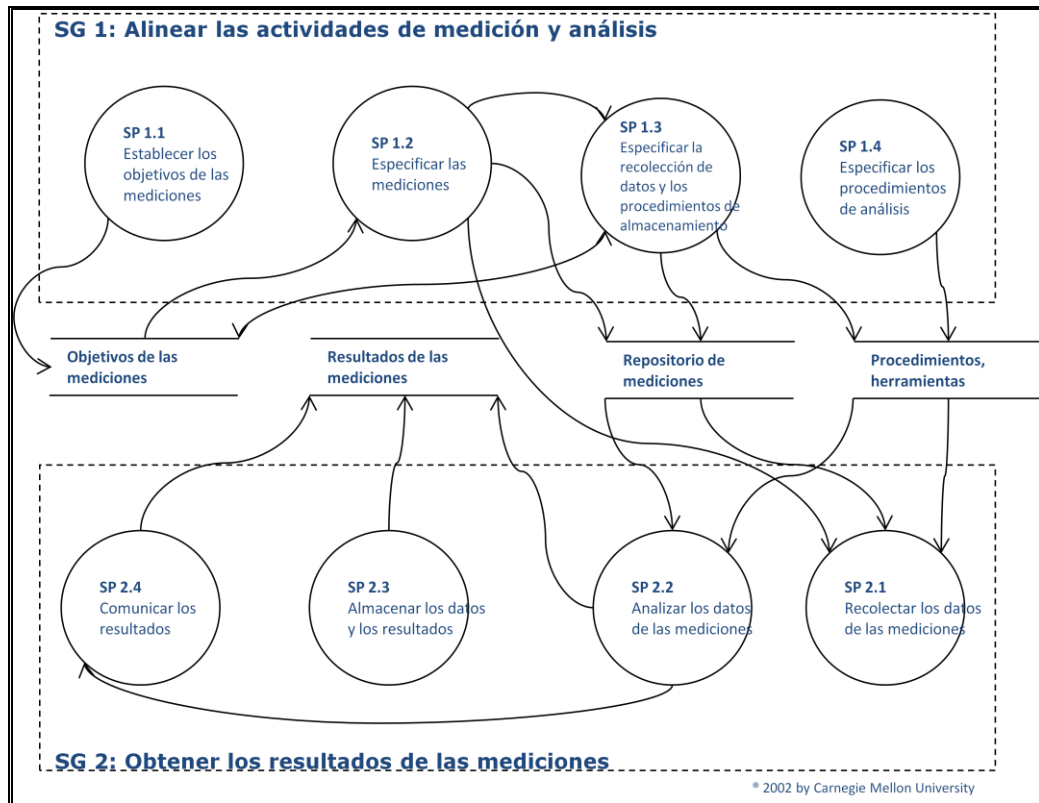 SG 1: Alinear las actividades de medición y análisis
SP 1.1
Establecer los
objetivos de las
mediciones
SP 1.2
Especificar las
mediciones
SP 1.3
Especificar la
recolección de
datos y los
procedimientos de
almacenamiento
SP 1.4
Especificar los
procedimientos
de análisis
Objetivos de las
mediciones
Resultados de las
mediciones
Repositorio de
mediciones
Procedimientos,
herramientas
SP 2.4
Comunicar los
resultados
SP 2.3
Almacenar los datos
y los resultados
SP 2.2
Analizar los datos
de las mediciones
SP 2.1
Recolectar los datos
de las mediciones
SG 2: Obtener los resultados de las mediciones
® 2002 by Carnegie Mellon University